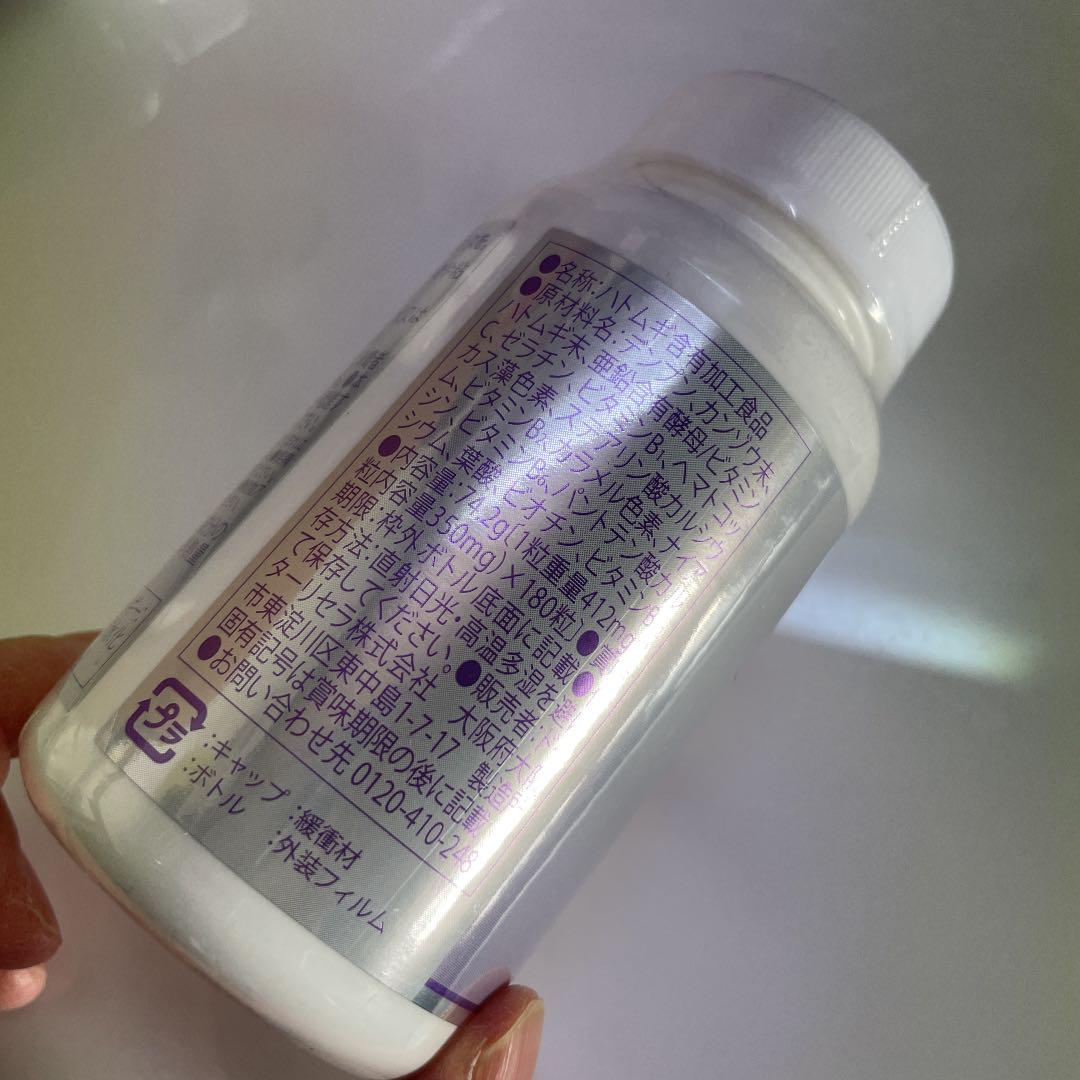 ●名称:ハトムギ含有加工食品
●原材料名:デンプン、カンゾウ末、
ハトムギ末、亜鉛含有酵母/ビタミン
C、ゼラチン、ビタミンB₁、ヘマトコッ
カス藻色素、ステアリン酸カルシウ
ム、ビタミンB₂、カラメル色素、ナイア
シン、ビタミンB₆、パントテン酸カル
シウム、葉酸、ビオチン、ビタミンB
●内容量:74.2g(1粒重量412mg
粒内容量350mg)×180粒)●賞
期限:枠外ボトル底面に記載●
存方法:直射日光・高温多湿を避
て保存してください。●販売者:ド
ターリセラ株式会社 大阪府大
市東淀川区東中島1-7-17 製造
固有記号は賞味期限の後に記載
●お問い合わせ先 0120-410-248
プラ
:キャップ :緩衝材
:ボトル :外装フィルム